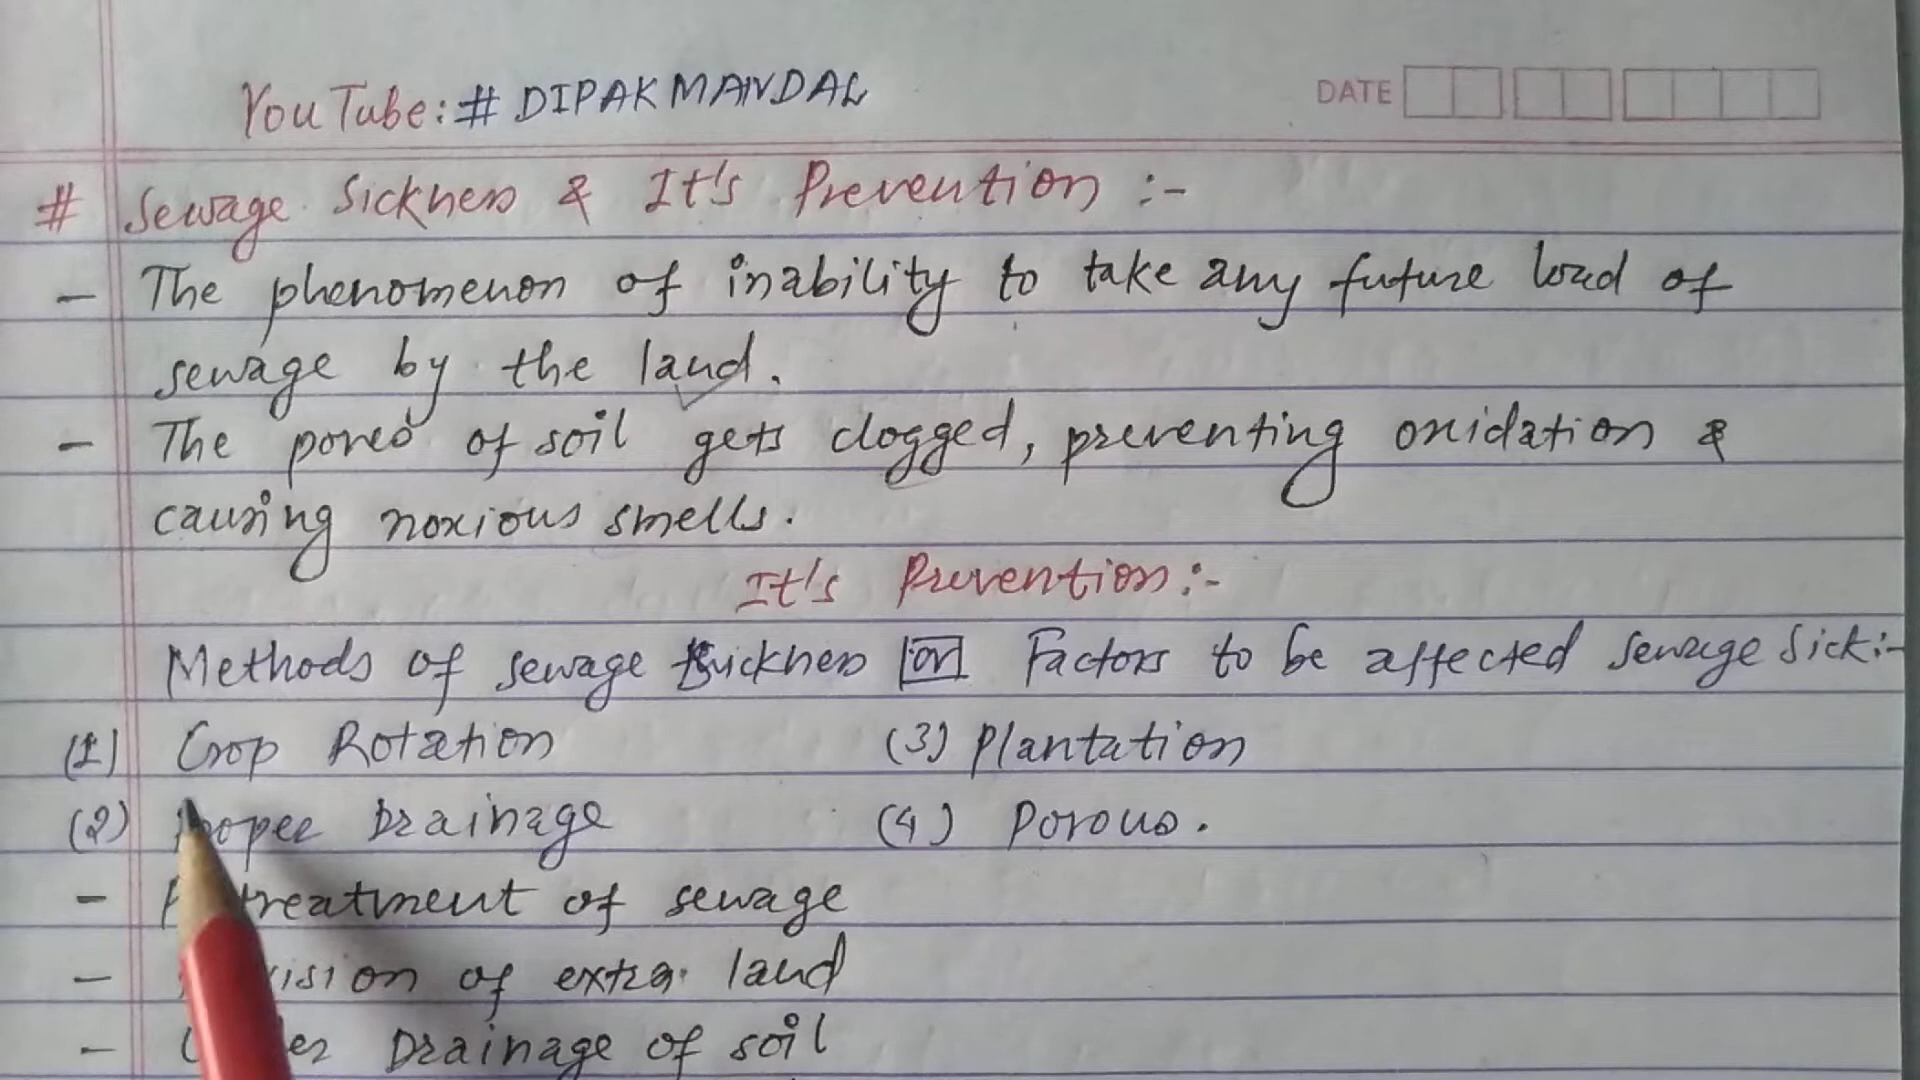 YouTube: # DIPAK MANDAL
DATE
# Sewage Sickness & It's Prevention :-
- The phenomenon of inability to take any future load of
sewage by the land.
- The pores of soil gets clogged, preventing oxidation &
causing noxious smells.
It's Prevention :-
Methods of sewage Sickness or Factors to be affected sewage Sick :-
(1) Crop Rotation (3) Plantation
(2) Drainage (4) Porous.
- of sewage
- of extra land
- Drainage of soil